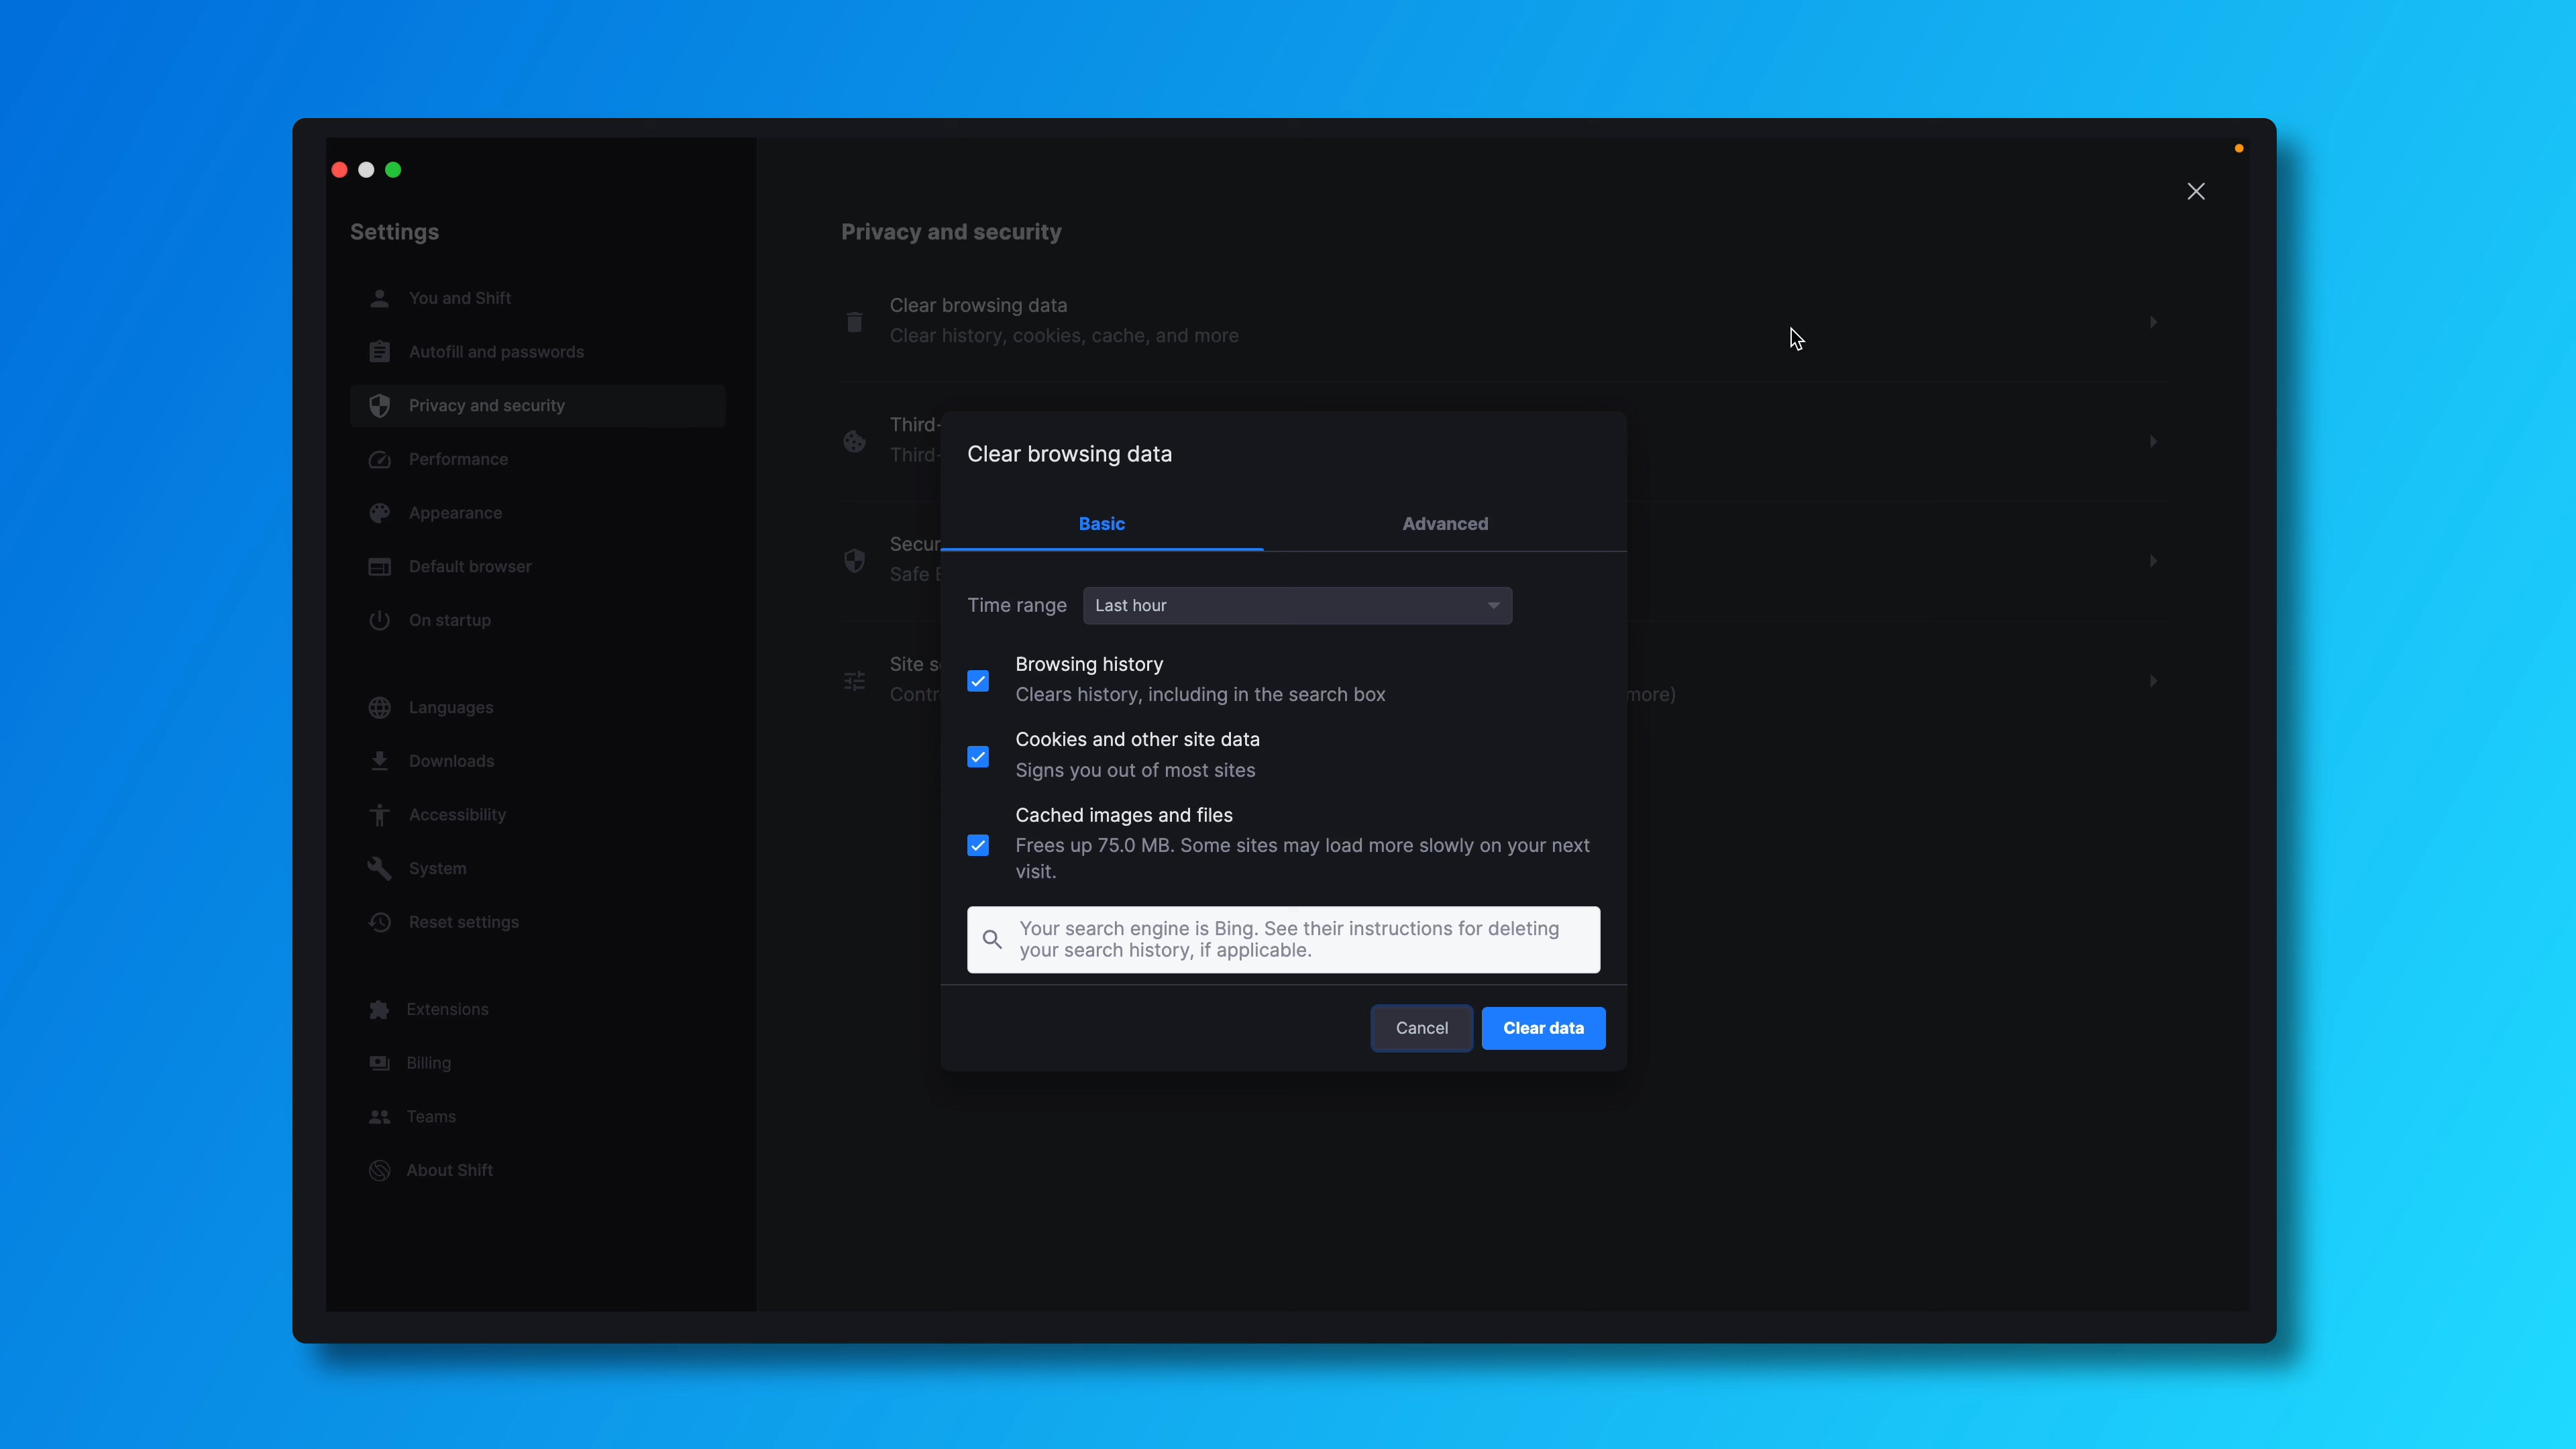 Settings
You and Shift
Autofill and passwords
Privacy and security
Performance
Appearance
Default browser
On startup
Languages
Downloads
Accessibility
System
Reset settings
Extensions
Billing
Teams
About Shift
Privacy and security
Clear browsing data
Clear history, cookies, cache, and more
Third-
Third-
Secur
Safe
Site s
Contr
more)
Clear browsing data
Basic
Advanced
Time range
Last hour
Browsing history
Clears history, including in the search box
Cookies and other site data
Signs you out of most sites
Cached images and files
Frees up 75.0 MB. Some sites may load more slowly on your next
visit.
Your search engine is Bing. See their instructions for deleting
your search history, if applicable.
Cancel
Clear data